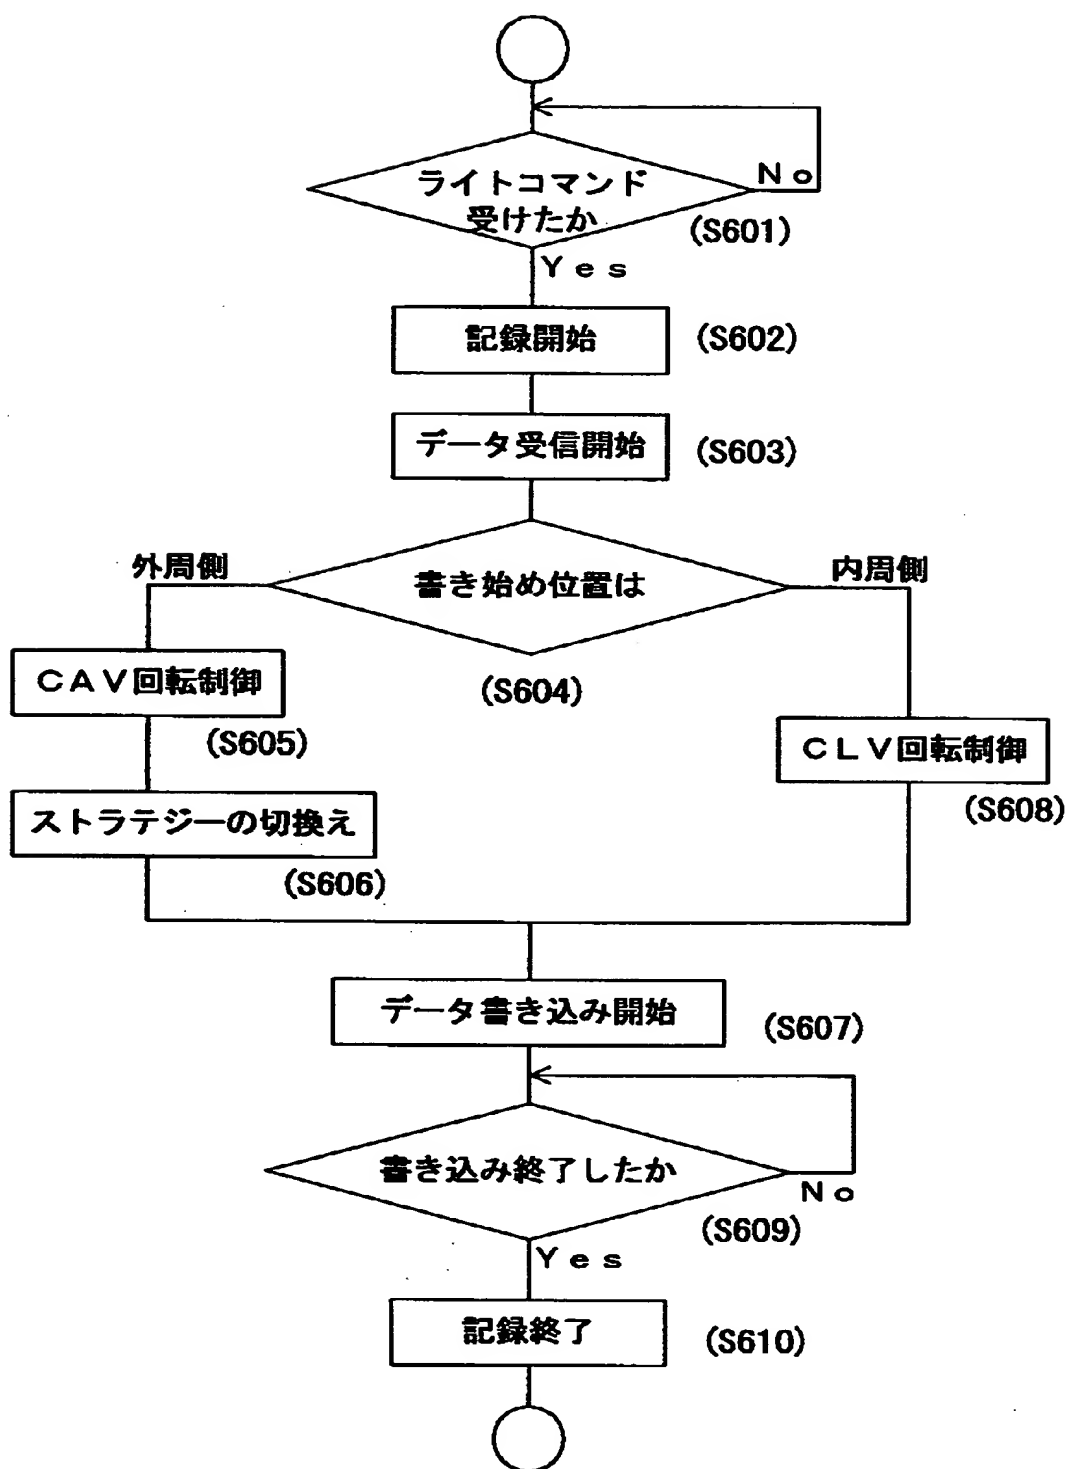 ライトコマンド
受けたか
No
(S601)
Yes
記録開始
(S602)
データ受信開始
(S603)
書き始め位置は
外周側
内周側
(S604)
CAV回転制御
(S605)
CLV回転制御
(S608)
ストラテジーの切換え
(S606)
データ書き込み開始
(S607)
書き込み終了したか
No
(S609)
Yes
記録終了
(S610)